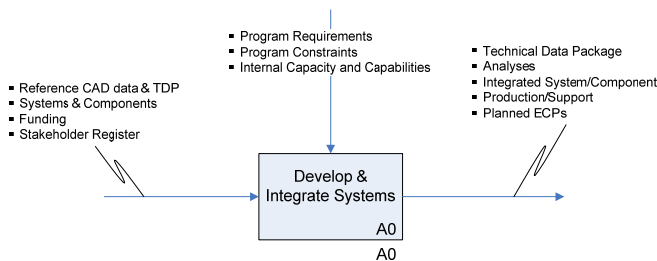 ▪ Program Requirements
▪ Program Constraints
▪ Internal Capacity and Capabilities
▪ Technical Data Package
▪ Analyses
▪ Integrated System/Component
▪ Production/Support
▪ Planned ECPs
▪ Reference CAD data & TDP
▪ Systems & Components
▪ Funding
▪ Stakeholder Register
Develop &
Integrate Systems
A0
A0